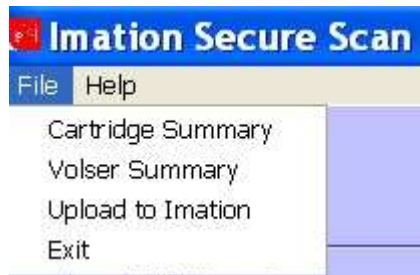 Imation Secure Scan
File Help
Cartridge Summary
Volser Summary
Upload to Imation
Exit